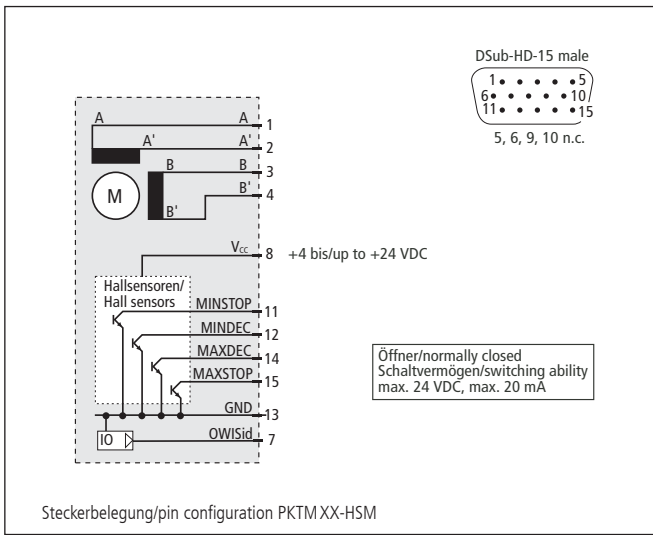 DSub-HD-15 male
1 5
6 10
11 15
5, 6, 9, 10 n.c.
A A 1
A' A' 2
B B 3
M
B' B' 4
V_CC 8 +4 bis/up to +24 VDC
Hallsensoren/
Hall sensors
MINSTOP 11
MINDEC 12
MAXDEC 14
MAXSTOP 15
GND 13
IO OWISid 7
Öffner/normally closed
Schaltvermögen/switching ability
max. 24 VDC, max. 20 mA
Steckerbelegung/pin configuration PKTM XX-HSM